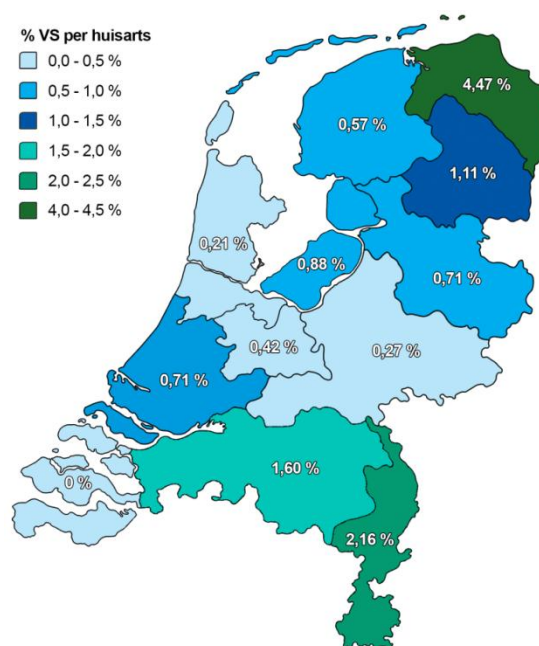 % VS per huisarts
0,0 - 0,5 %
0,5 - 1,0 %
1,0 - 1,5 %
1,5 - 2,0 %
2,0 - 2,5 %
4,0 - 4,5 %
4,47 %
0,57 %
1,11 %
0,21 %
0,88 %
0,71 %
0,42 %
0,27 %
0,71 %
1,60 %
0 %
2,16 %